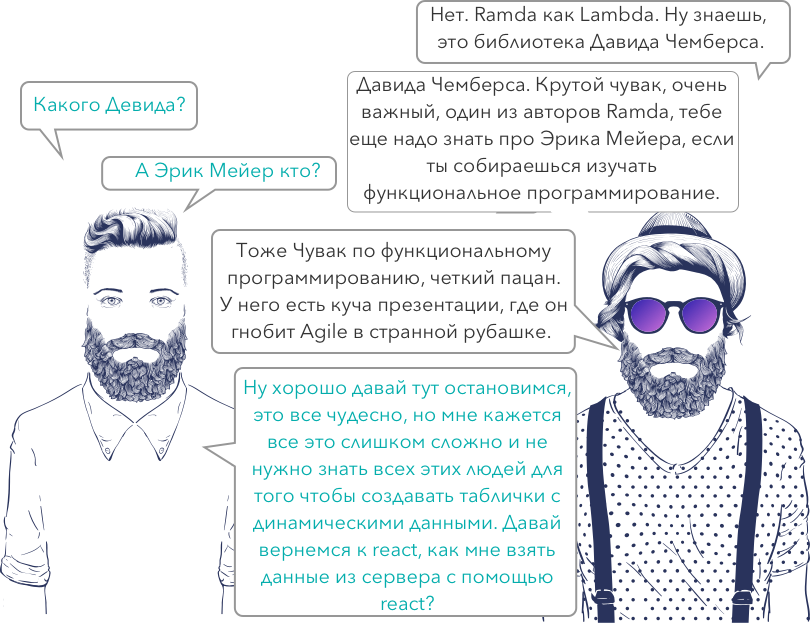 Нет. Ramda как Lambda. Ну знаешь,
это библиотека Давида Чемберса.
Какого Девида?
Давида Чемберса. Крутой чувак, очень
важный, один из авторов Ramda, тебе
еще надо знать про Эрика Мейера, если
ты собираешься изучать
функциональное программирование.
А Эрик Мейер кто?
Тоже Чувак по функциональному
программированию, четкий пацан.
У него есть куча презентации, где он
гнобит Agile в странной рубашке.
Ну хорошо давай тут остановимся,
это все чудесно, но мне кажется
все это слишком сложно и не
нужно знать всех этих людей для
того чтобы создавать таблички с
динамическими данными. Давай
вернемся к react, как мне взять
данные из сервера с помощью
react?